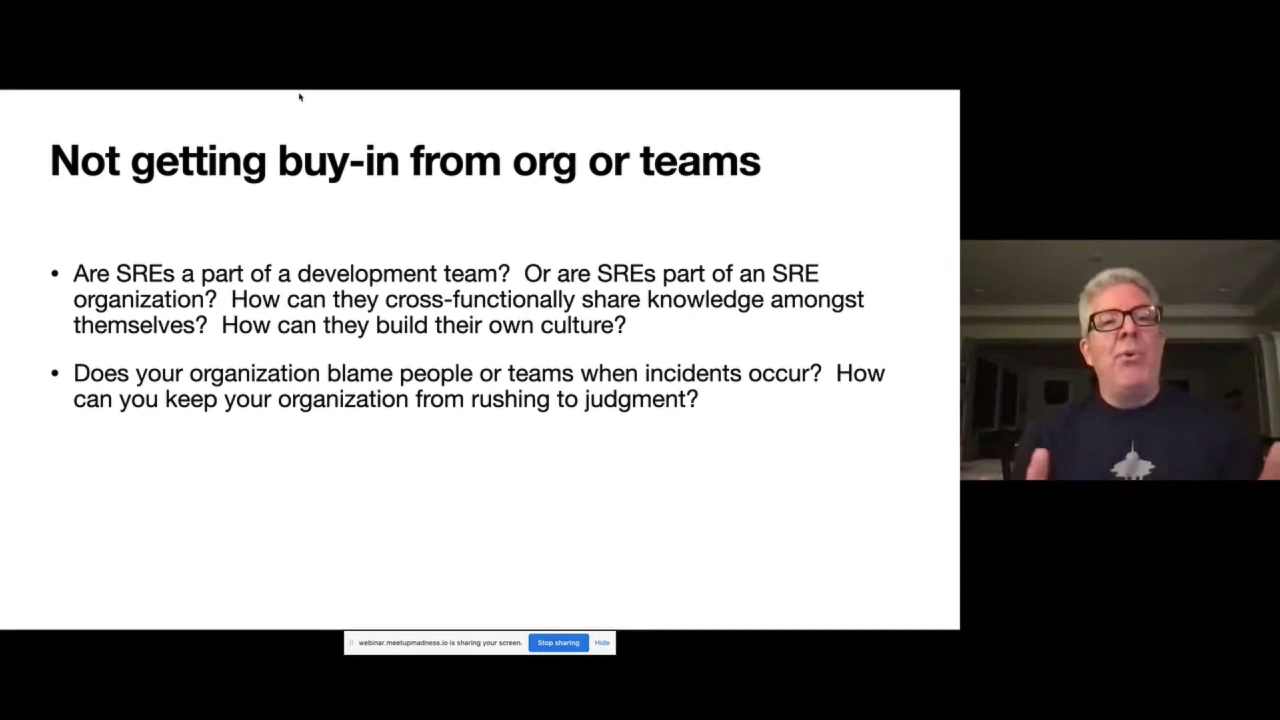 Not getting buy-in from org or teams
• Are SREs a part of a development team?  Or are SREs part of an SRE
organization?  How can they cross-functionally share knowledge amongst
themselves?  How can they build their own culture?
• Does your organization blame people or teams when incidents occur?  How
can you keep your organization from rushing to judgment?
webinar.meetupmadness.io is sharing your screen. Stop sharing Hide